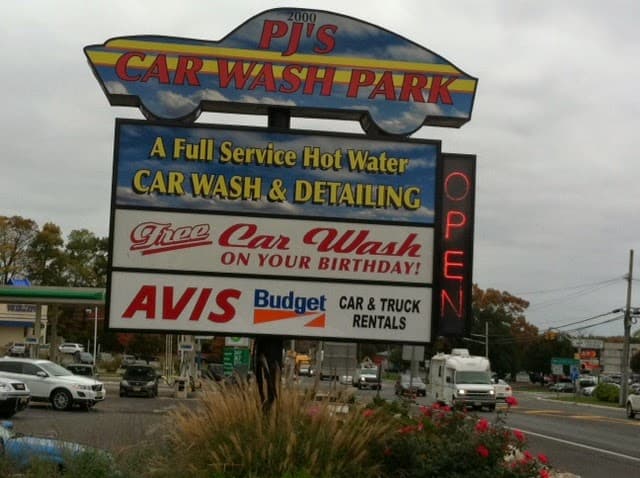 2000
PJ'S
CAR WASH PARK
A Full Service Hot Water
CAR WASH & DETAILING
Free Car Wash
ON YOUR BIRTHDAY!
AVIS Budget CAR & TRUCK
RENTALS
OPEN